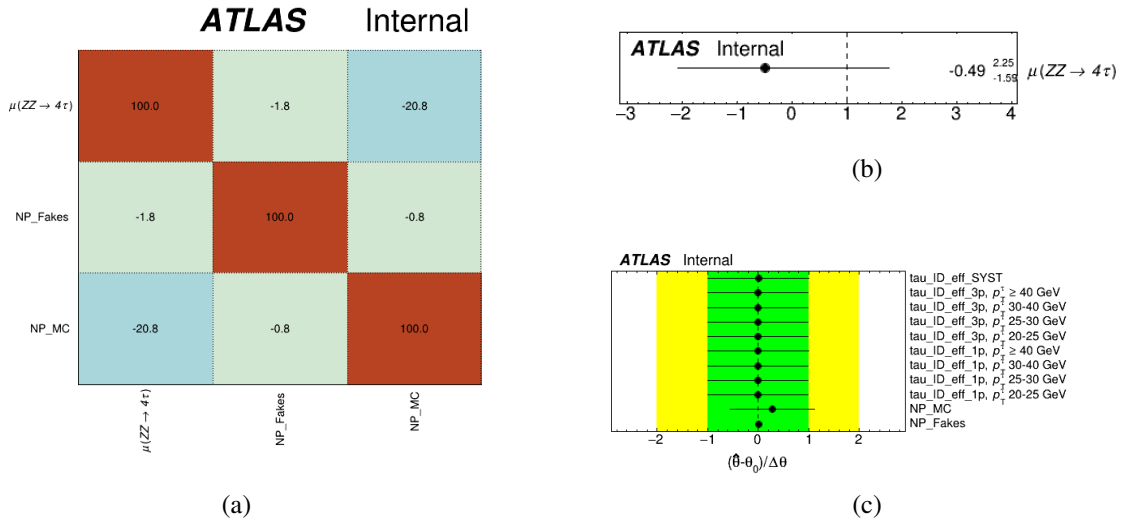 ATLAS Internal
μ(ZZ → 4τ) 100.0 -1.8 -20.8
NP_Fakes -1.8 100.0 -0.8
NP_MC -20.8 -0.8 100.0
μ(ZZ → 4τ) NP_Fakes NP_MC
(a)
ATLAS Internal
-0.49 2.25 -1.59 μ(ZZ → 4τ)
−3 −2 −1 0 1 2 3 4
(b)
ATLAS Internal
tau_ID_eff_SYST
tau_ID_eff_3p, p_T^τ ≥ 40 GeV
tau_ID_eff_3p, p_T^τ 30-40 GeV
tau_ID_eff_3p, p_T^τ 25-30 GeV
tau_ID_eff_3p, p_T^τ 20-25 GeV
tau_ID_eff_1p, p_T^τ ≥ 40 GeV
tau_ID_eff_1p, p_T^τ 30-40 GeV
tau_ID_eff_1p, p_T^τ 25-30 GeV
tau_ID_eff_1p, p_T^τ 20-25 GeV
NP_MC
NP_Fakes
−2 −1 0 1 2
(θ̂-θ₀)/Δθ
(c)